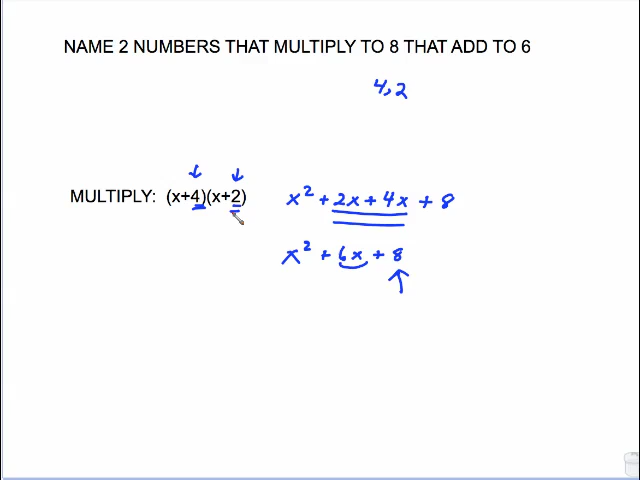 NAME 2 NUMBERS THAT MULTIPLY TO 8 THAT ADD TO 6
4,2
MULTIPLY: (x+4)(x+2) x² + 2x + 4x + 8
x² + 6x + 8